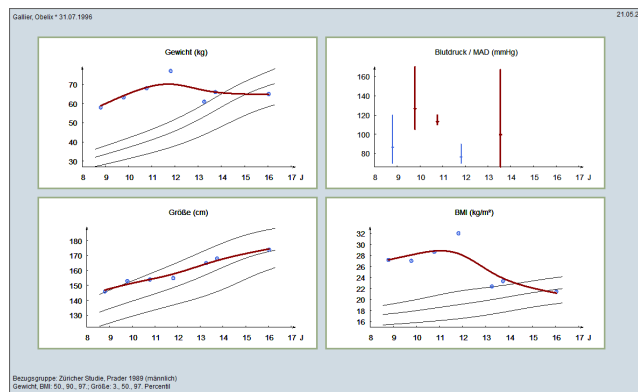 Gallier, Obelix * 31.07.1996
21.05.2
Gewicht (kg)
70
60
50
40
30
8 9 10 11 12 13 14 15 16 17 J
Blutdruck / MAD (mmHg)
160
140
120
100
80
8 9 10 11 12 13 14 15 16 17 J
Größe (cm)
180
170
160
150
140
130
8 9 10 11 12 13 14 15 16 17 J
BMI (kg/m²)
32
30
28
26
24
22
20
18
16
8 9 10 11 12 13 14 15 16 17 J
Bezugsgruppe: Züricher Studie, Prader 1989 (männlich)
Gewicht, BMI: 50., 90., 97.; Größe: 3., 50., 97. Percentil